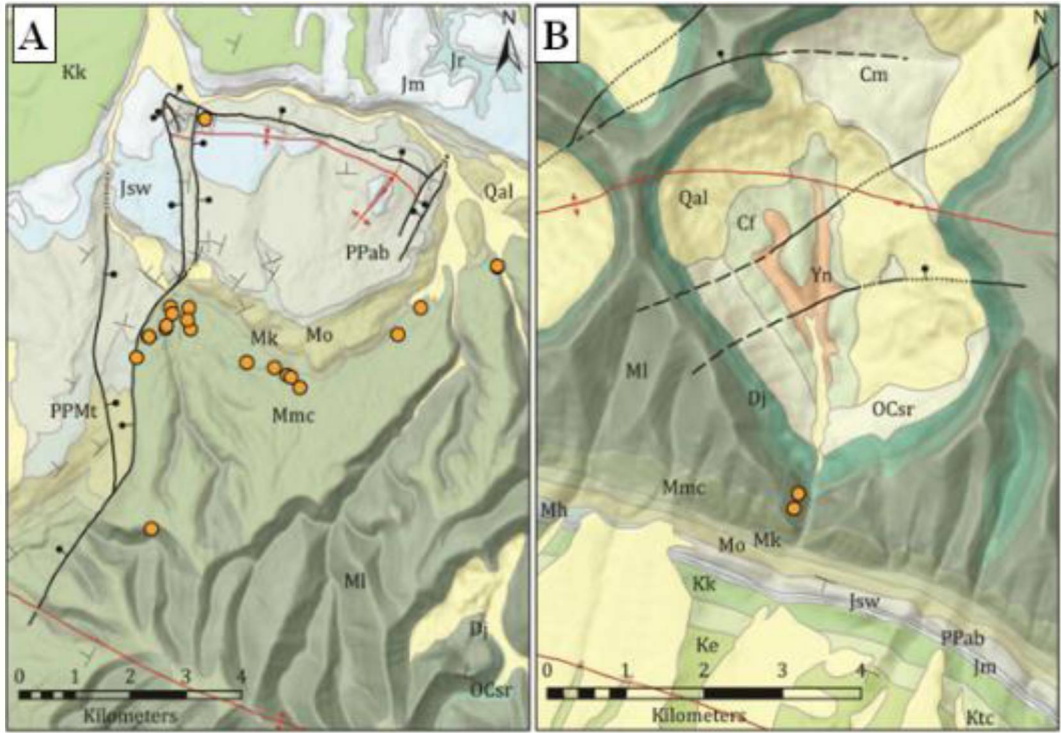 A
N
Kk
Jm
Jr
Jsw
Qal
PPab
Mk
Mo
PPMt
Mmc
Ml
Dj
OCsr
0 1 2 3 4
Kilometers
B
N
Cm
Qal
Cf
Yn
Ml
Dj
OCsr
Mmc
Mh
Mo
Mk
Kk
Jsw
Ke
PPab
Jm
0 1 2 3 4
Kilometers
Ktc